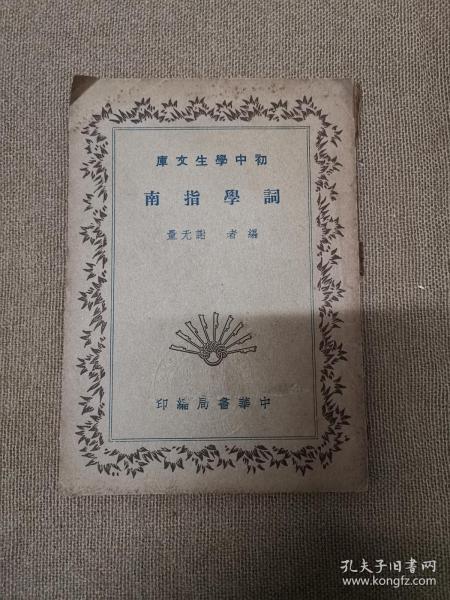 初中學生文庫
詞學指南
編者 謝无量
中華書局編印
孔夫子旧书网
www.kongfz.com